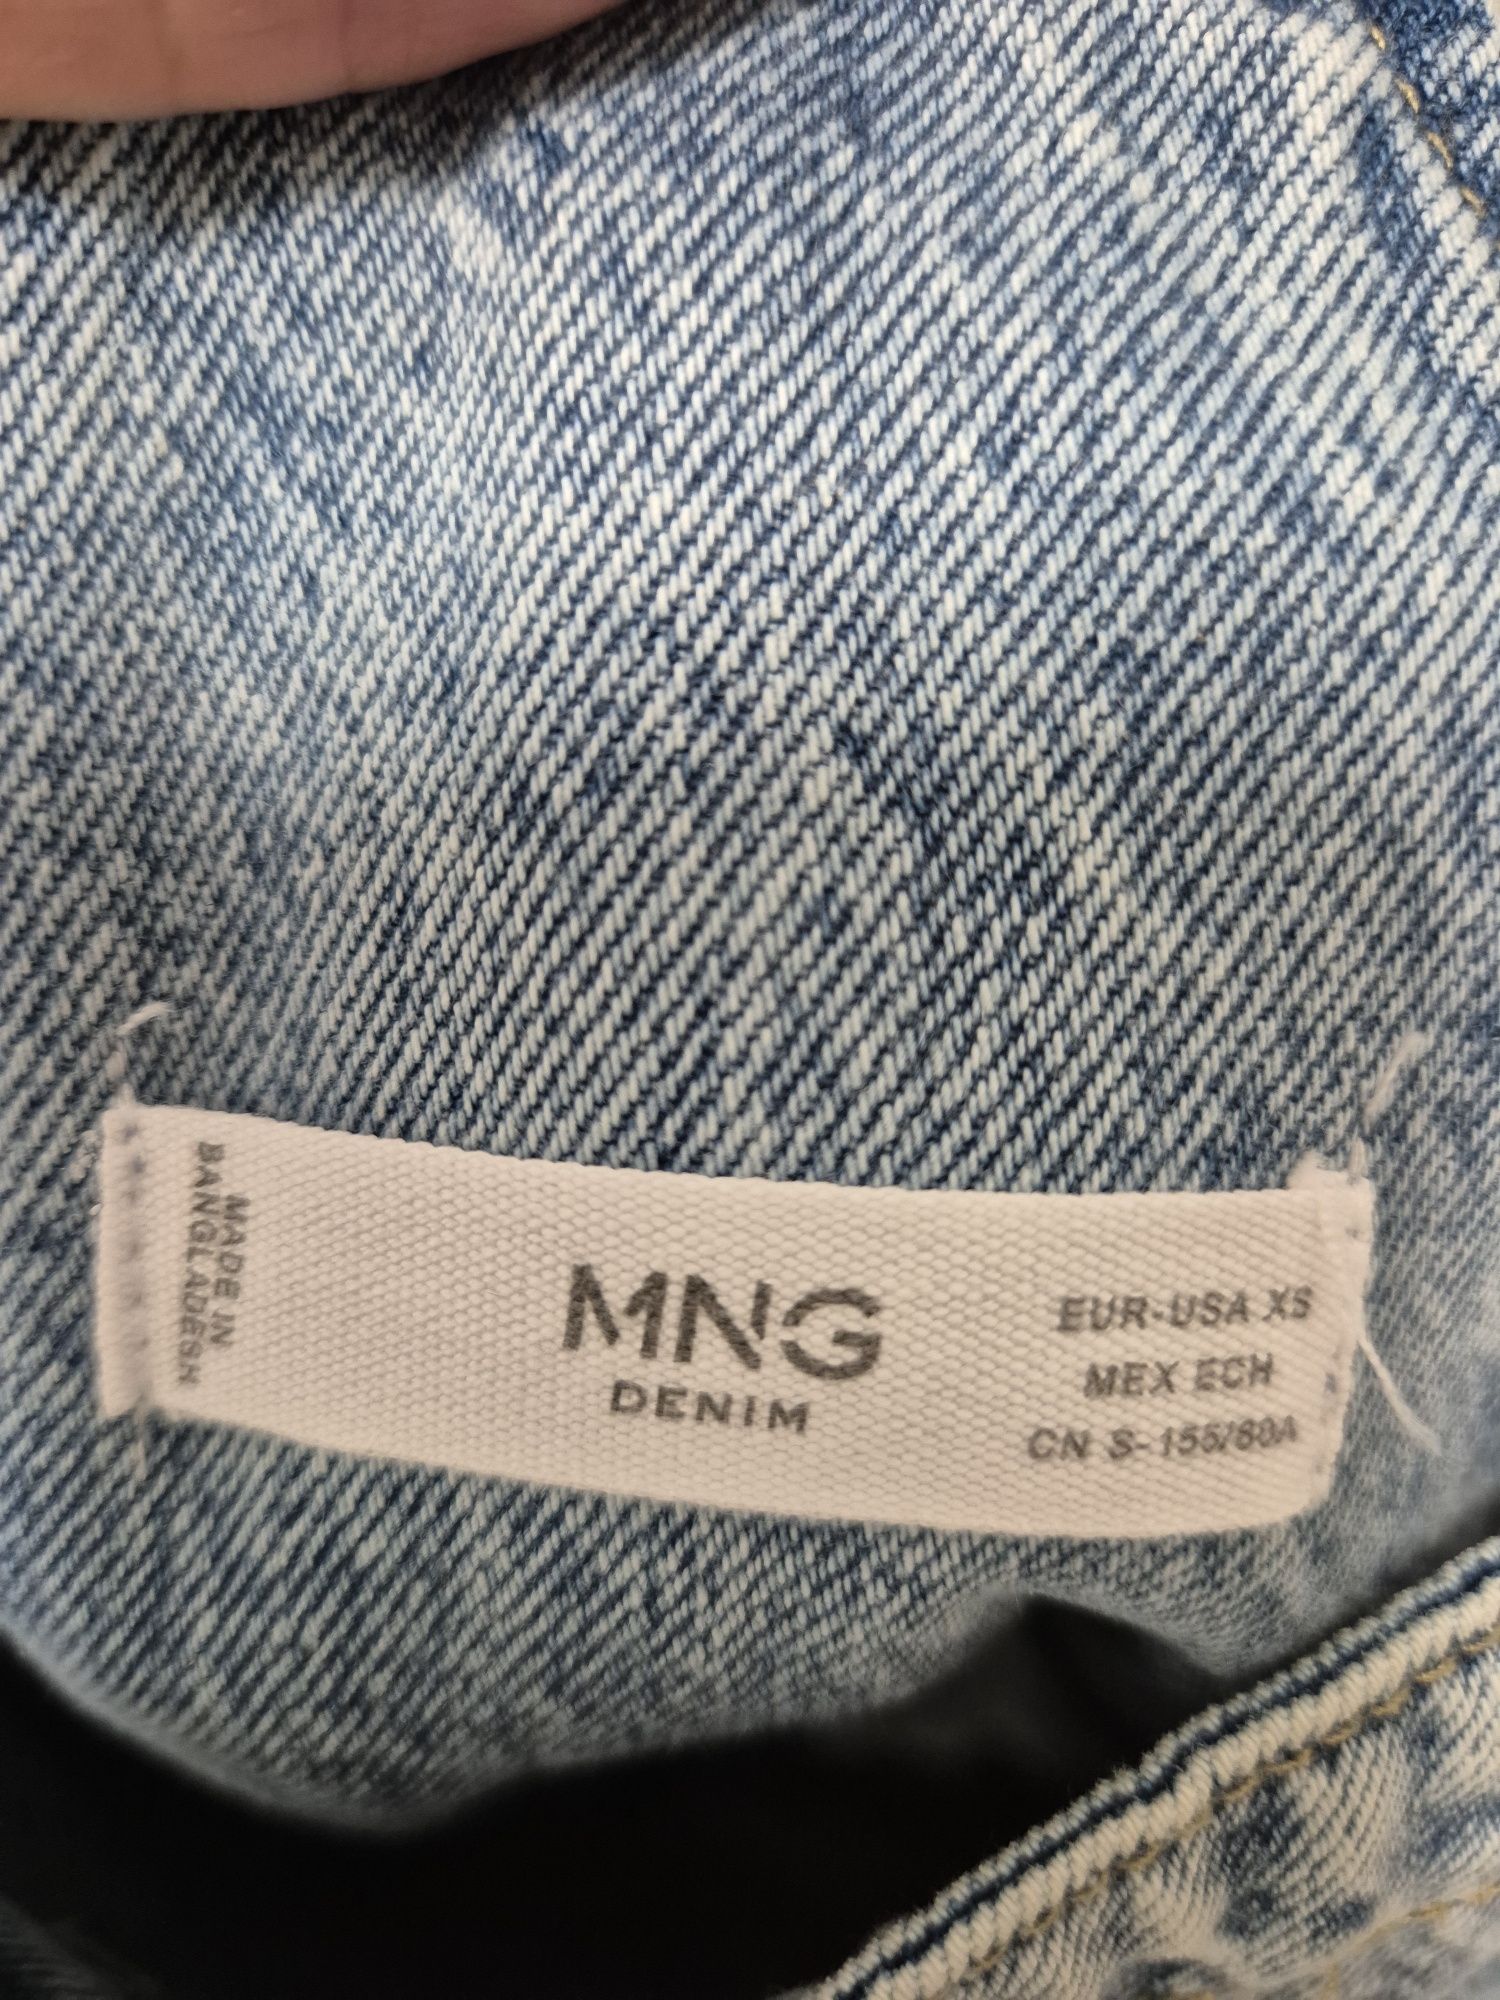 MADE IN
BANGLADESH
MNG
DENIM
EUR-USA XS
MEX ECH
CN S-155/80A